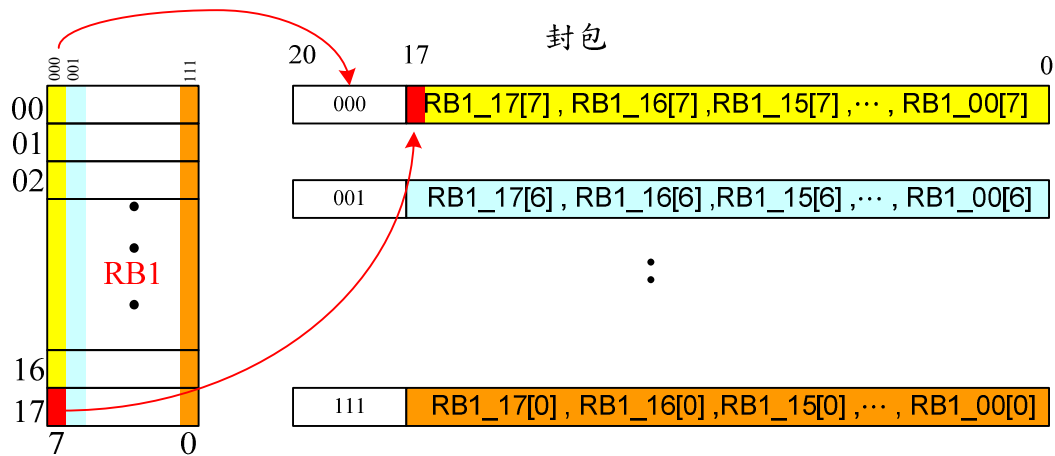 封包
20 17 0
000 001 111
00
01
02
RB1
16
17
7 0
000 RB1_17[7] , RB1_16[7] ,RB1_15[7] ,⋯ , RB1_00[7]
001 RB1_17[6] , RB1_16[6] ,RB1_15[6] ,⋯ , RB1_00[6]
111 RB1_17[0] , RB1_16[0] ,RB1_15[0] ,⋯ , RB1_00[0]